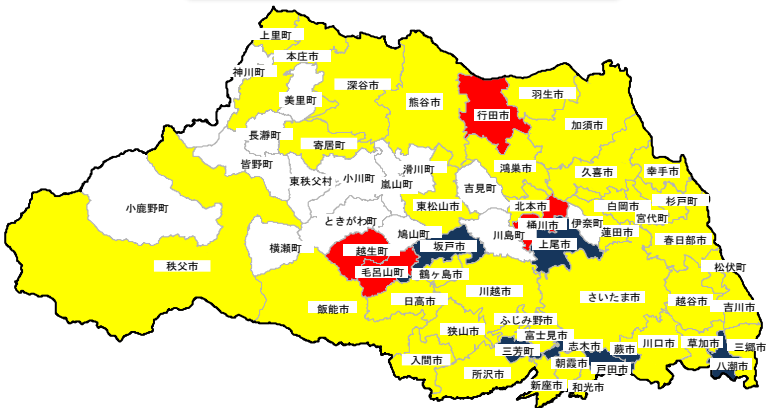 上里町
本庄市
神川町
美里町
深谷市
熊谷市
行田市
羽生市
加須市
長瀞町
寄居町
皆野町
東秩父村
小川町
嵐山町
滑川町
吉見町
鴻巣市
久喜市
幸手市
小鹿野町
ときがわ町
東松山市
北本市
白岡市
杉戸町
宮代町
桶川市
伊奈町
蓮田市
横瀬町
鳩山町
川島町
坂戸市
上尾市
春日部市
越生町
毛呂山町
鶴ヶ島市
秩父市
松伏町
飯能市
日高市
川越市
さいたま市
越谷市
吉川市
ふじみ野市
狭山市
富士見市
三芳町
志木市
蕨市
川口市
草加市
三郷市
入間市
朝霞市
戸田市
八潮市
所沢市
新座市
和光市